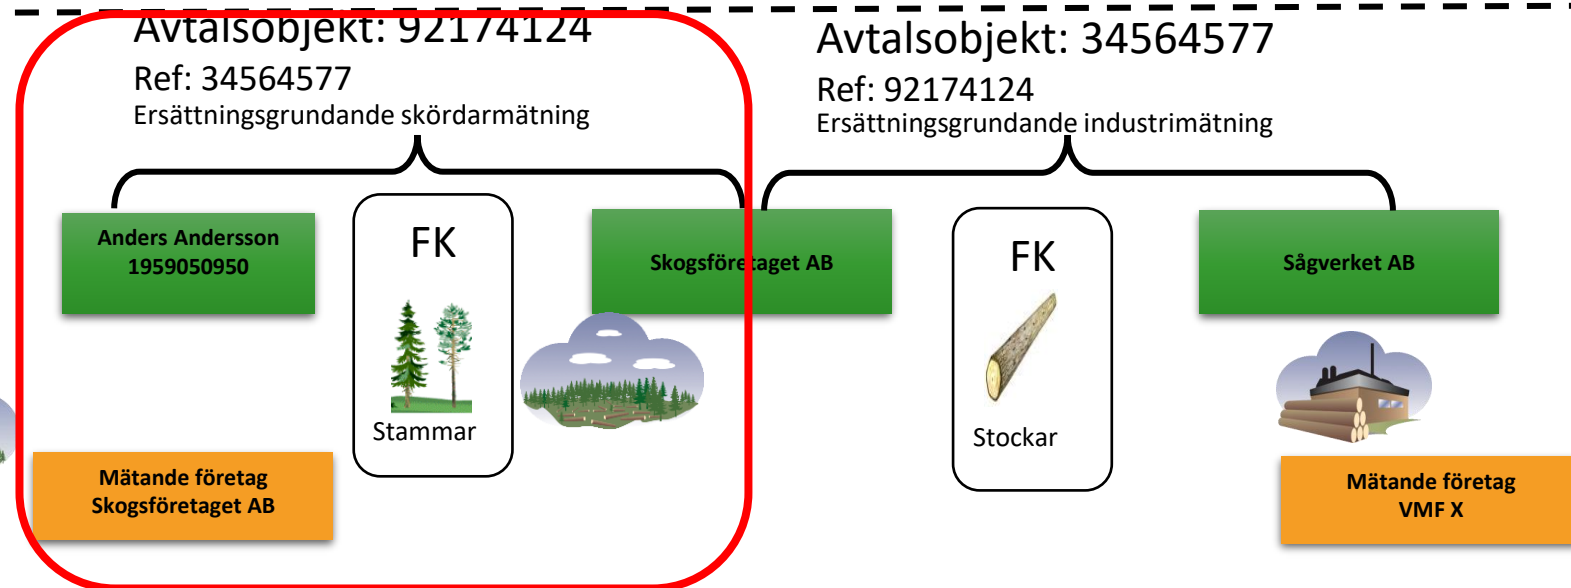 Avtalsobjekt: 92174124
Ref: 34564577
Ersättningsgrundande skördarmätning
Anders Andersson
1959050950
FK
Stammar
Skogsföretaget AB
Mätande företag
Skogsföretaget AB
Avtalsobjekt: 34564577
Ref: 92174124
Ersättningsgrundande industrimätning
FK
Stockar
Sågverket AB
Mätande företag
VMF X